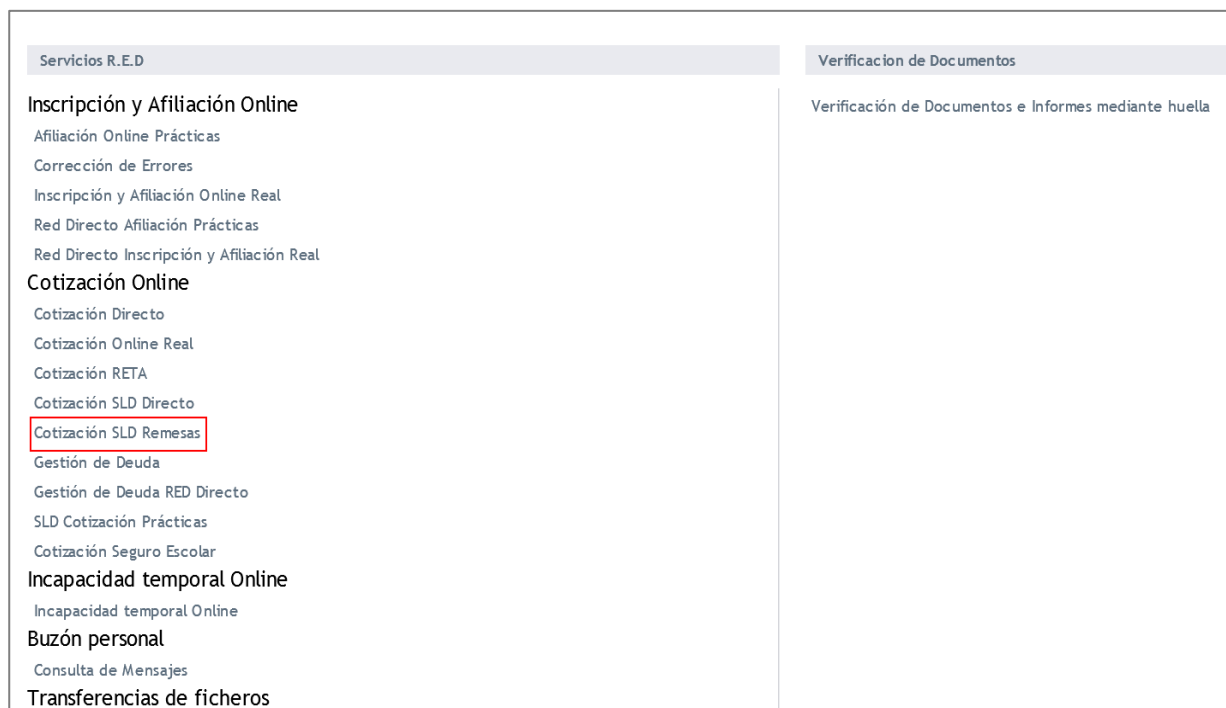 Servicios R.E.D
Inscripción y Afiliación Online
Afiliación Online Prácticas
Corrección de Errores
Inscripción y Afiliación Online Real
Red Directo Afiliación Prácticas
Red Directo Inscripción y Afiliación Real
Cotización Online
Cotización Directo
Cotización Online Real
Cotización RETA
Cotización SLD Directo
Cotización SLD Remesas
Gestión de Deuda
Gestión de Deuda RED Directo
SLD Cotización Prácticas
Cotización Seguro Escolar
Incapacidad temporal Online
Incapacidad temporal Online
Buzón personal
Consulta de Mensajes
Transferencias de ficheros
Verificacion de Documentos
Verificación de Documentos e Informes mediante huella